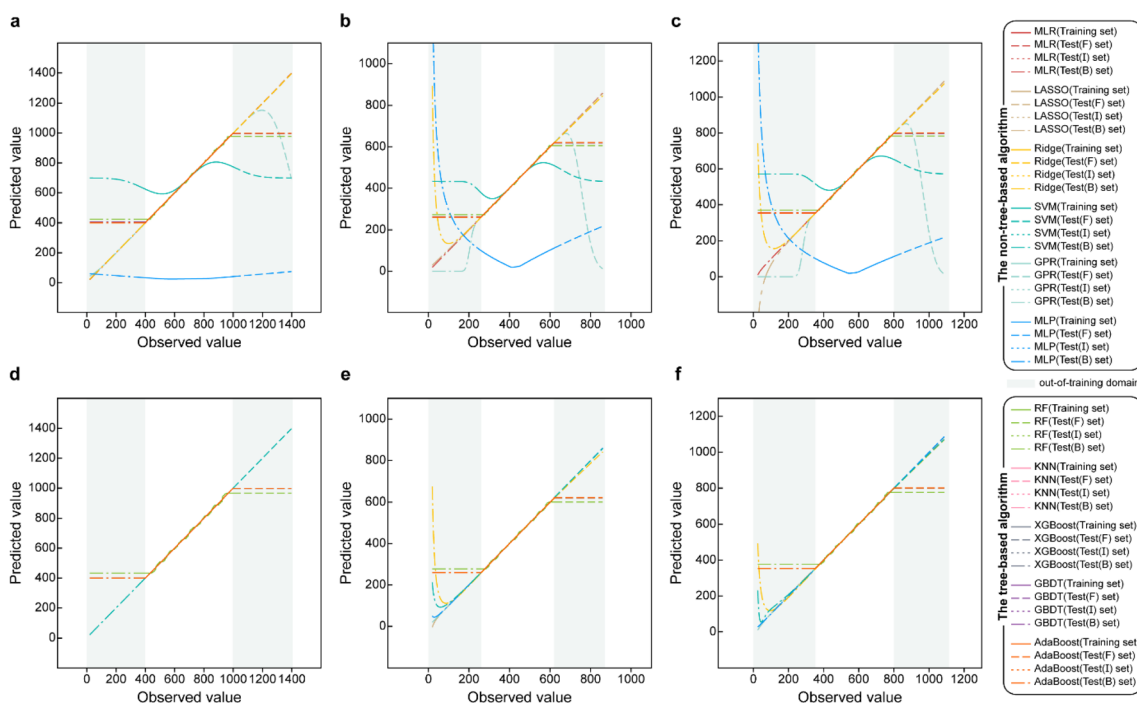 a
b
c
Predicted value
1400
1200
1000
800
600
400
200
0
0 200 400 600 800 1000 1200 1400
Observed value
Predicted value
1000
800
600
400
200
0
0 200 400 600 800 1000
Observed value
Predicted value
1200
1000
800
600
400
200
0
0 200 400 600 800 1000 1200
Observed value
The non-tree-based algorithm
MLR(Training set)
MLR(Test(F) set)
MLR(Test(I) set)
MLR(Test(B) set)
LASSO(Training set)
LASSO(Test(F) set)
LASSO(Test(I) set)
LASSO(Test(B) set)
Ridge(Training set)
Ridge(Test(F) set)
Ridge(Test(I) set)
Ridge(Test(B) set)
SVM(Training set)
SVM(Test(F) set)
SVM(Test(I) set)
SVM(Test(B) set)
GPR(Training set)
GPR(Test(F) set)
GPR(Test(I) set)
GPR(Test(B) set)
MLP(Training set)
MLP(Test(F) set)
MLP(Test(I) set)
MLP(Test(B) set)
out-of-training domain
d
e
f
Predicted value
1400
1200
1000
800
600
400
200
0
0 200 400 600 800 1000 1200 1400
Observed value
Predicted value
1000
800
600
400
200
0
0 200 400 600 800 1000
Observed value
Predicted value
1200
1000
800
600
400
200
0
0 200 400 600 800 1000 1200
Observed value
The tree-based algorithm
RF(Training set)
RF(Test(F) set)
RF(Test(I) set)
RF(Test(B) set)
KNN(Training set)
KNN(Test(F) set)
KNN(Test(I) set)
KNN(Test(B) set)
XGBoost(Training set)
XGBoost(Test(F) set)
XGBoost(Test(I) set)
XGBoost(Test(B) set)
GBDT(Training set)
GBDT(Test(F) set)
GBDT(Test(I) set)
GBDT(Test(B) set)
AdaBoost(Training set)
AdaBoost(Test(F) set)
AdaBoost(Test(I) set)
AdaBoost(Test(B) set)